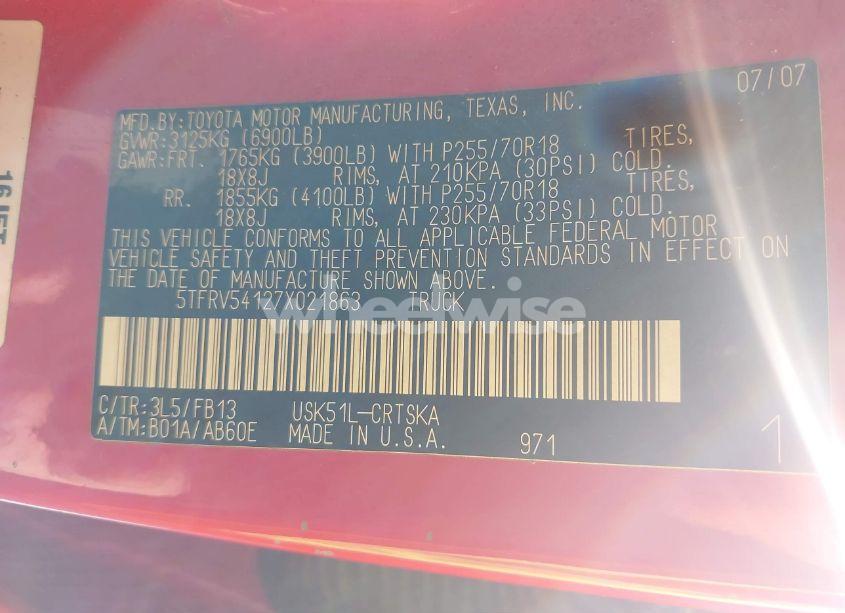 07/07
MFD.BY:TOYOTA MOTOR MANUFACTURING, TEXAS, INC.
GVWR:3125KG (6900LB)
GAWR:FRT. 1765KG (3900LB) WITH P255/70R18 TIRES,
18X8J RIMS, AT 210KPA (30PSI) COLD.
RR. 1855KG (4100LB) WITH P255/70R18 TIRES,
18X8J RIMS, AT 230KPA (33PSI) COLD.
THIS VEHICLE CONFORMS TO ALL APPLICABLE FEDERAL MOTOR
VEHICLE SAFETY AND THEFT PREVENTION STANDARDS IN EFFECT ON
THE DATE OF MANUFACTURE SHOWN ABOVE.
5TFRV54127X021863 TRUCK
wheelwise
C/TR:3L5/FB13 USK51L-CRTSKA
A/TM:B01A/AB60E MADE IN U.S.A. 971 1